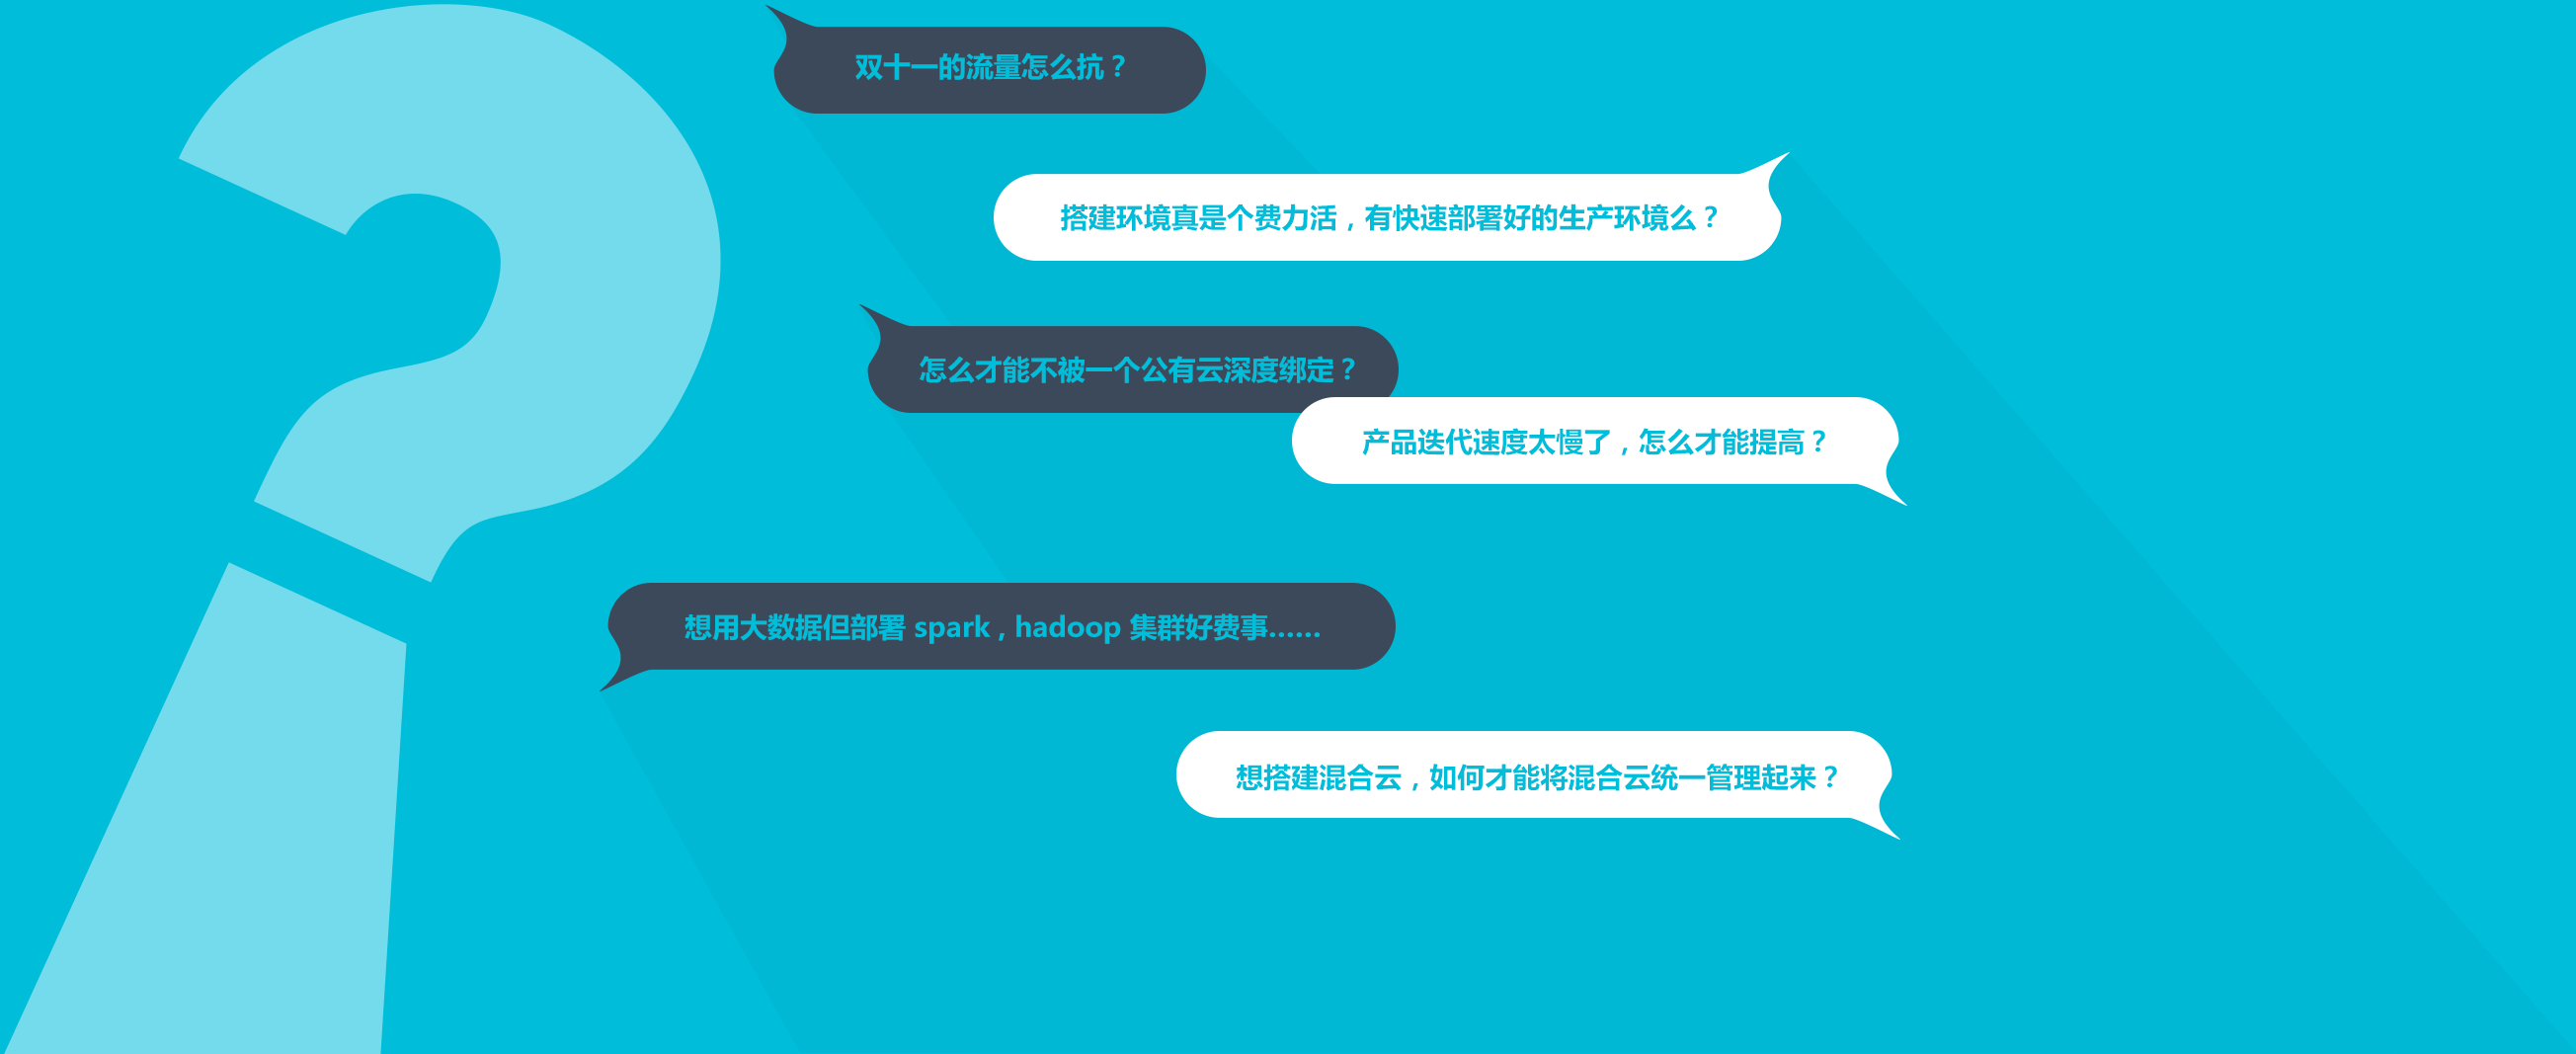 双十一的流量怎么抗？
搭建环境真是个费力活，有快速部署好的生产环境么？
怎么才能不被一个公有云深度绑定？
产品迭代速度太慢了，怎么才能提高？
想用大数据但部署 spark，hadoop 集群好费事……
想搭建混合云，如何才能将混合云统一管理起来？